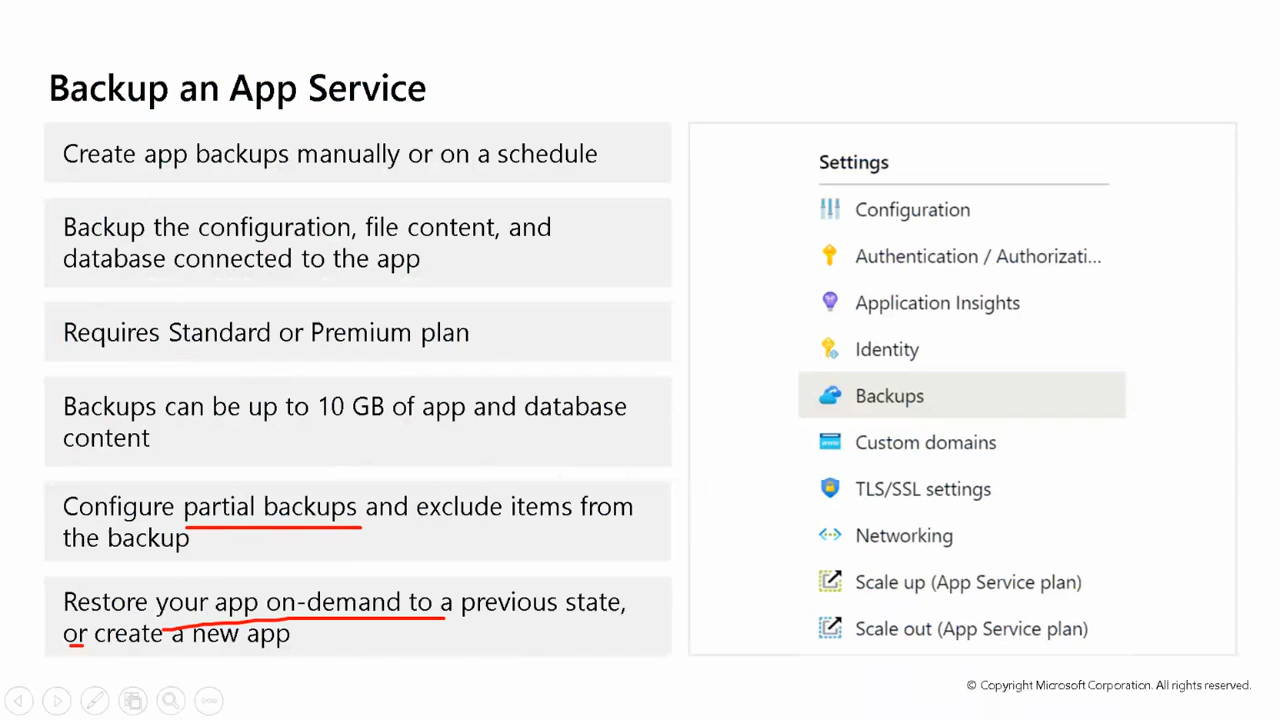 Backup an App Service
Create app backups manually or on a schedule
Backup the configuration, file content, and
database connected to the app
Requires Standard or Premium plan
Backups can be up to 10 GB of app and database
content
Configure partial backups and exclude items from
the backup
Restore your app on-demand to a previous state,
or create a new app
Settings
Configuration
Authentication / Authorizati...
Application Insights
Identity
Backups
Custom domains
TLS/SSL settings
Networking
Scale up (App Service plan)
Scale out (App Service plan)
© Copyright Microsoft Corporation. All rights reserved.